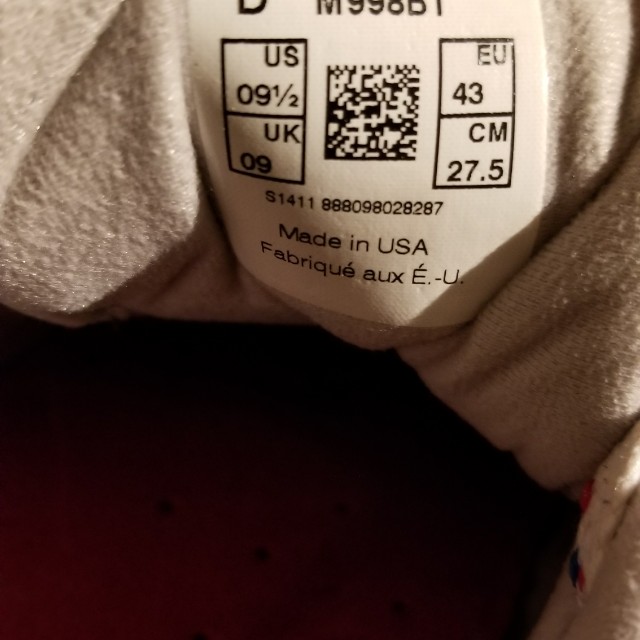 D M998BT
US EU
09½ 43
UK CM
09 27.5
S1411 888098028287
Made in USA
Fabriqué aux É.-U.